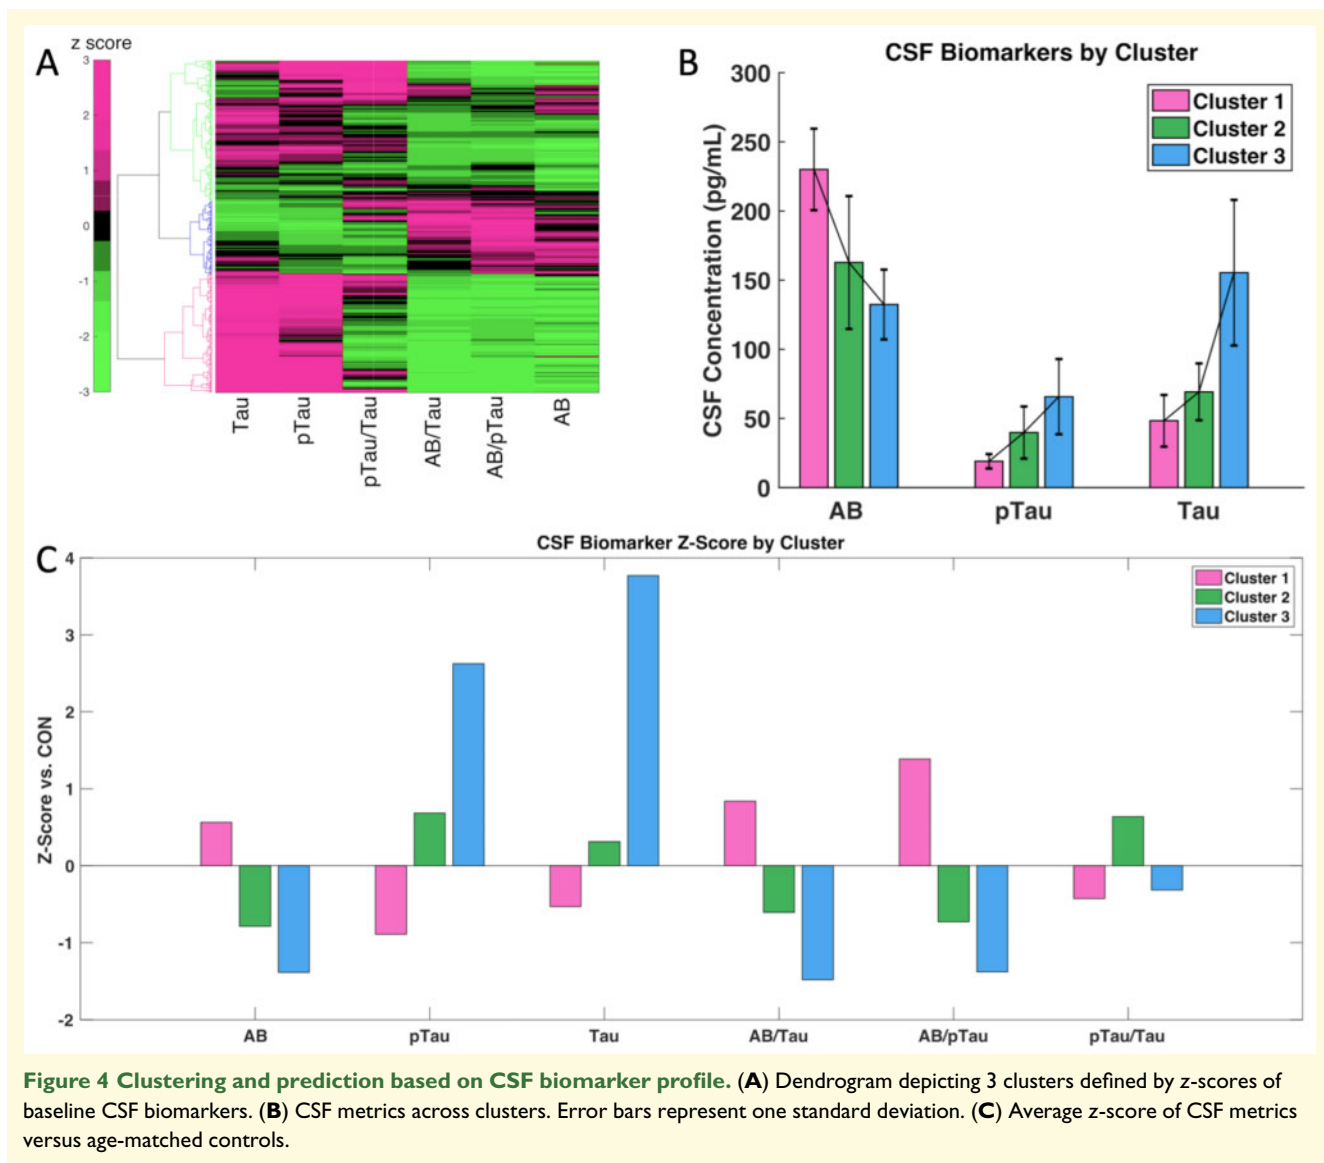 A
z score
3
2
1
0
-1
-2
-3
Tau
pTau
pTau/Tau
AB/Tau
AB/pTau
AB
B
CSF Biomarkers by Cluster
CSF Concentration (pg/mL)
300
250
200
150
100
50
0
Cluster 1
Cluster 2
Cluster 3
AB
pTau
Tau
C
CSF Biomarker Z-Score by Cluster
Z-Score vs. CON
4
3
2
1
0
-1
-2
Cluster 1
Cluster 2
Cluster 3
AB
pTau
Tau
AB/Tau
AB/pTau
pTau/Tau
Figure 4 Clustering and prediction based on CSF biomarker profile. (A) Dendrogram depicting 3 clusters defined by z-scores of
baseline CSF biomarkers. (B) CSF metrics across clusters. Error bars represent one standard deviation. (C) Average z-score of CSF metrics
versus age-matched controls.